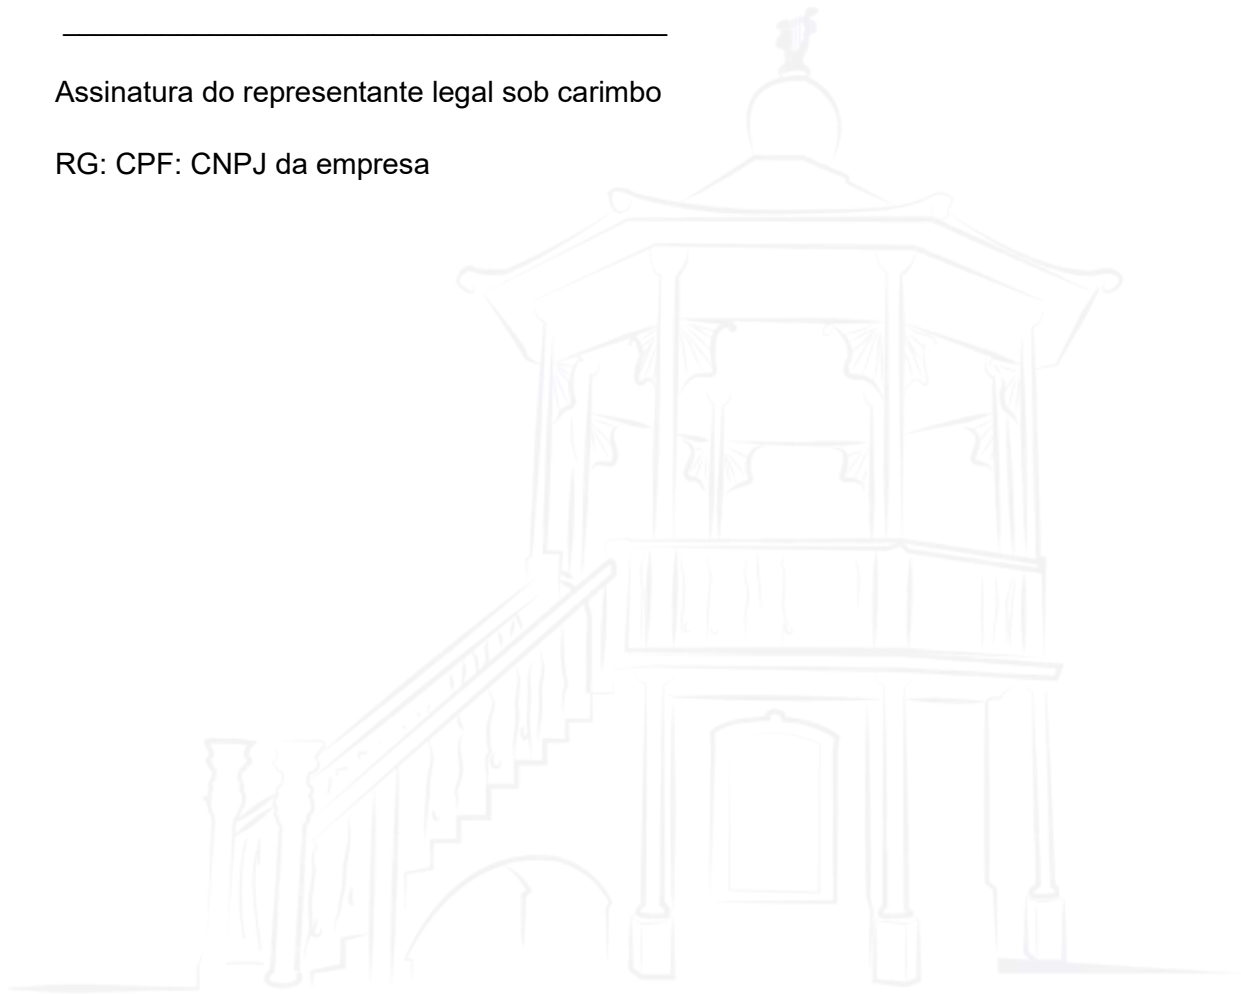 Assinatura do representante legal sob carimbo
RG: CPF: CNPJ da empresa